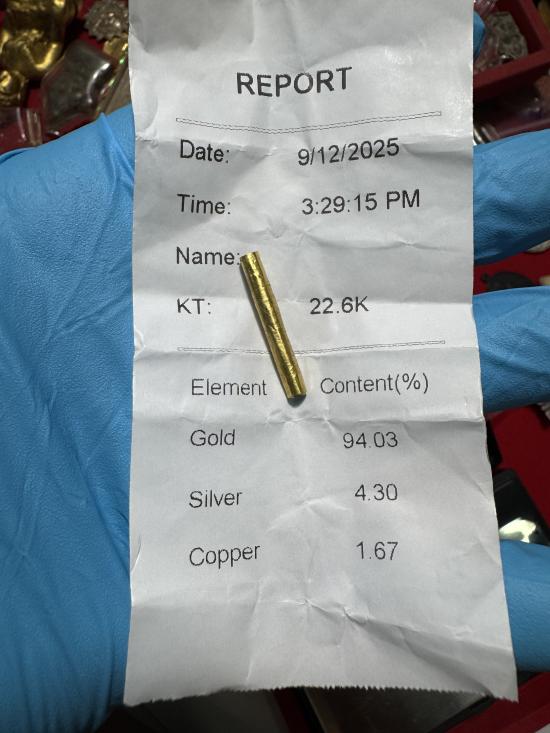 REPORT
Date: 9/12/2025
Time: 3:29:15 PM
Name:
KT: 22.6K
Element Content(%)
Gold 94.03
Silver 4.30
Copper 1.67